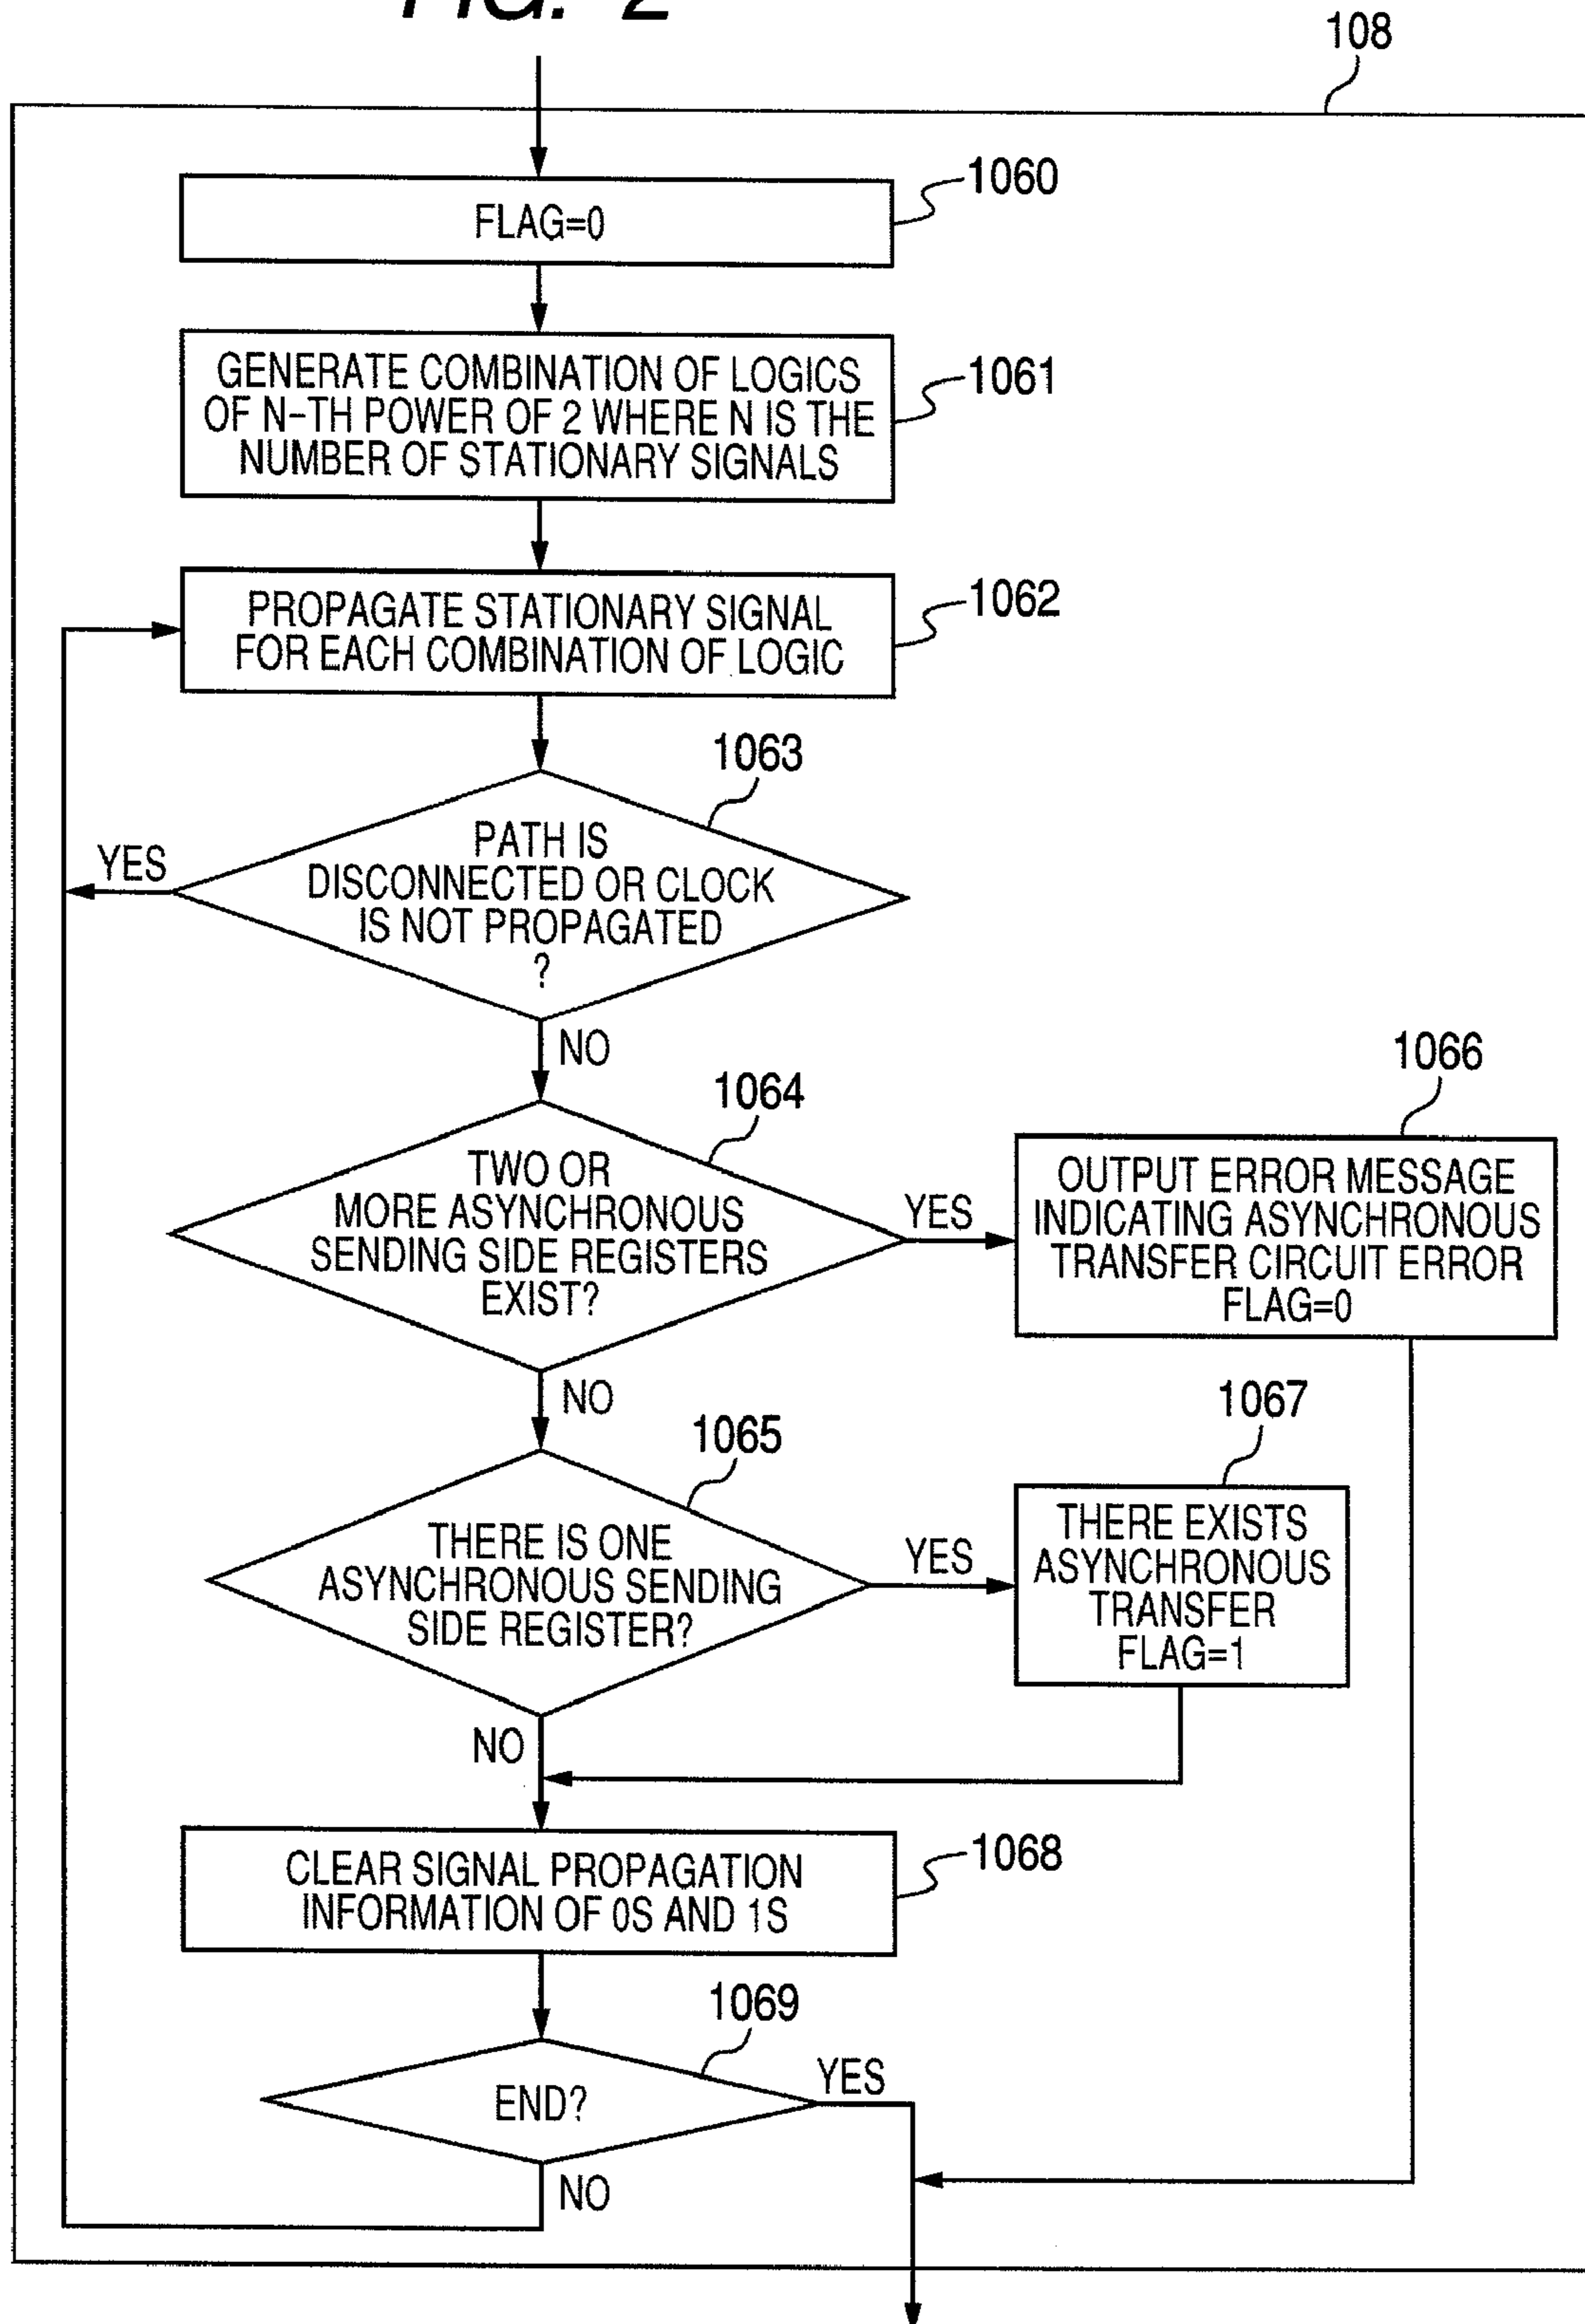 FIG. 2
108
FLAG=0
1060
GENERATE COMBINATION OF LOGICS
OF N-TH POWER OF 2 WHERE N IS THE
NUMBER OF STATIONARY SIGNALS
1061
PROPAGATE STATIONARY SIGNAL
FOR EACH COMBINATION OF LOGIC
1062
1063
PATH IS
DISCONNECTED OR CLOCK
IS NOT PROPAGATED
?
YES
NO
1064
TWO OR
MORE ASYNCHRONOUS
SENDING SIDE REGISTERS
EXIST?
YES
1066
OUTPUT ERROR MESSAGE
INDICATING ASYNCHRONOUS
TRANSFER CIRCUIT ERROR
FLAG=0
NO
1065
THERE IS ONE
ASYNCHRONOUS SENDING
SIDE REGISTER?
YES
1067
THERE EXISTS
ASYNCHRONOUS
TRANSFER
FLAG=1
NO
CLEAR SIGNAL PROPAGATION
INFORMATION OF 0S AND 1S
1068
1069
END?
YES
NO